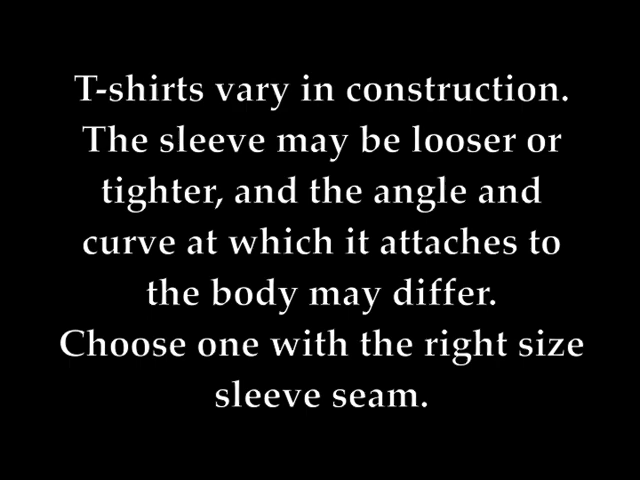 T-shirts vary in construction.
The sleeve may be looser or
tighter, and the angle and
curve at which it attaches to
the body may differ.
Choose one with the right size
sleeve seam.